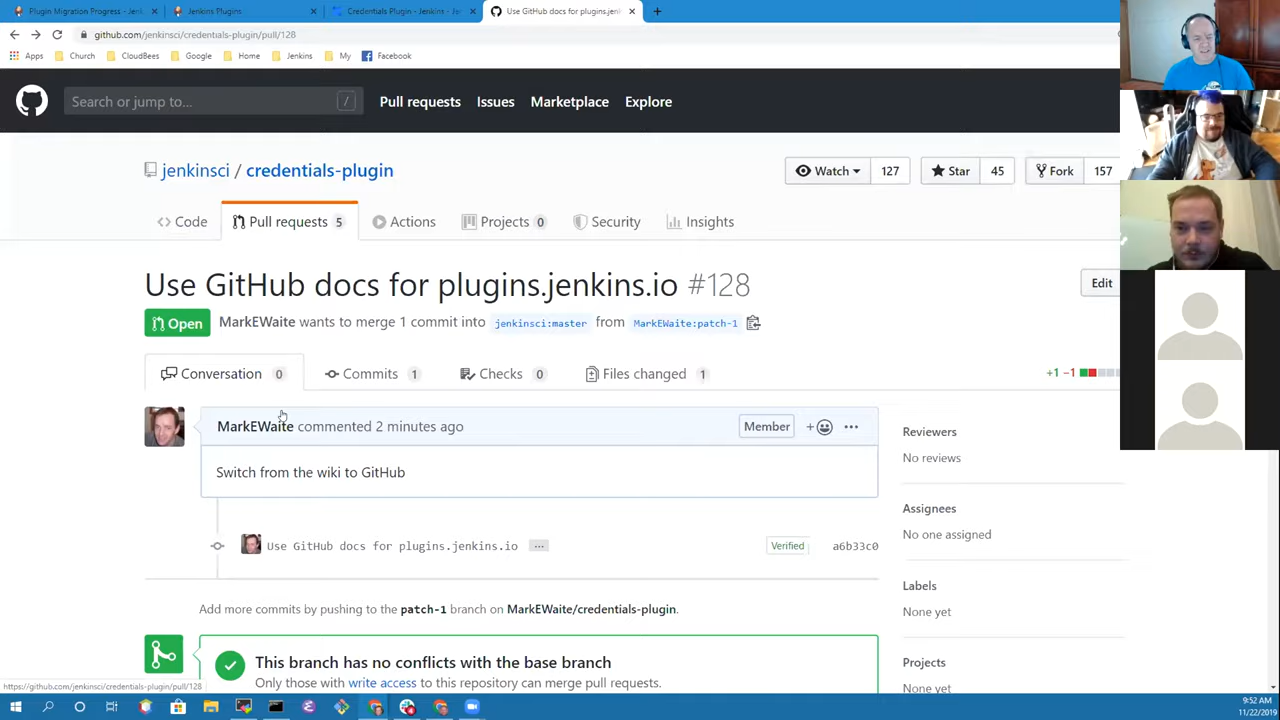 Plugin Migration Progress - Jen
Jenkins Plugins
Credentials Plugin - Jenkins - Je
Use GitHub docs for plugins.jenk
github.com/jenkinsci/credentials-plugin/pull/128
Apps Church CloudBees Google Home Jenkins My Facebook
Search or jump to... /
Pull requests Issues Marketplace Explore
jenkinsci / credentials-plugin
Watch 127 Star 45 Fork 157
Code Pull requests 5 Actions Projects 0 Security Insights
Use GitHub docs for plugins.jenkins.io #128
Edit
Open MarkEWaite wants to merge 1 commit into jenkinsci:master from MarkEWaite:patch-1
Conversation 0 Commits 1 Checks 0 Files changed 1
+1 −1
MarkEWaite commented 2 minutes ago
Member
Switch from the wiki to GitHub
Use GitHub docs for plugins.jenkins.io ...
Verified a6b33c0
Add more commits by pushing to the patch-1 branch on MarkEWaite/credentials-plugin.
This branch has no conflicts with the base branch
Only those with write access to this repository can merge pull requests.
Reviewers
No reviews
Assignees
No one assigned
Labels
None yet
Projects
None yet
https://github.com/jenkinsci/credentials-plugin/pull/128
9:52 AM
11/22/2019